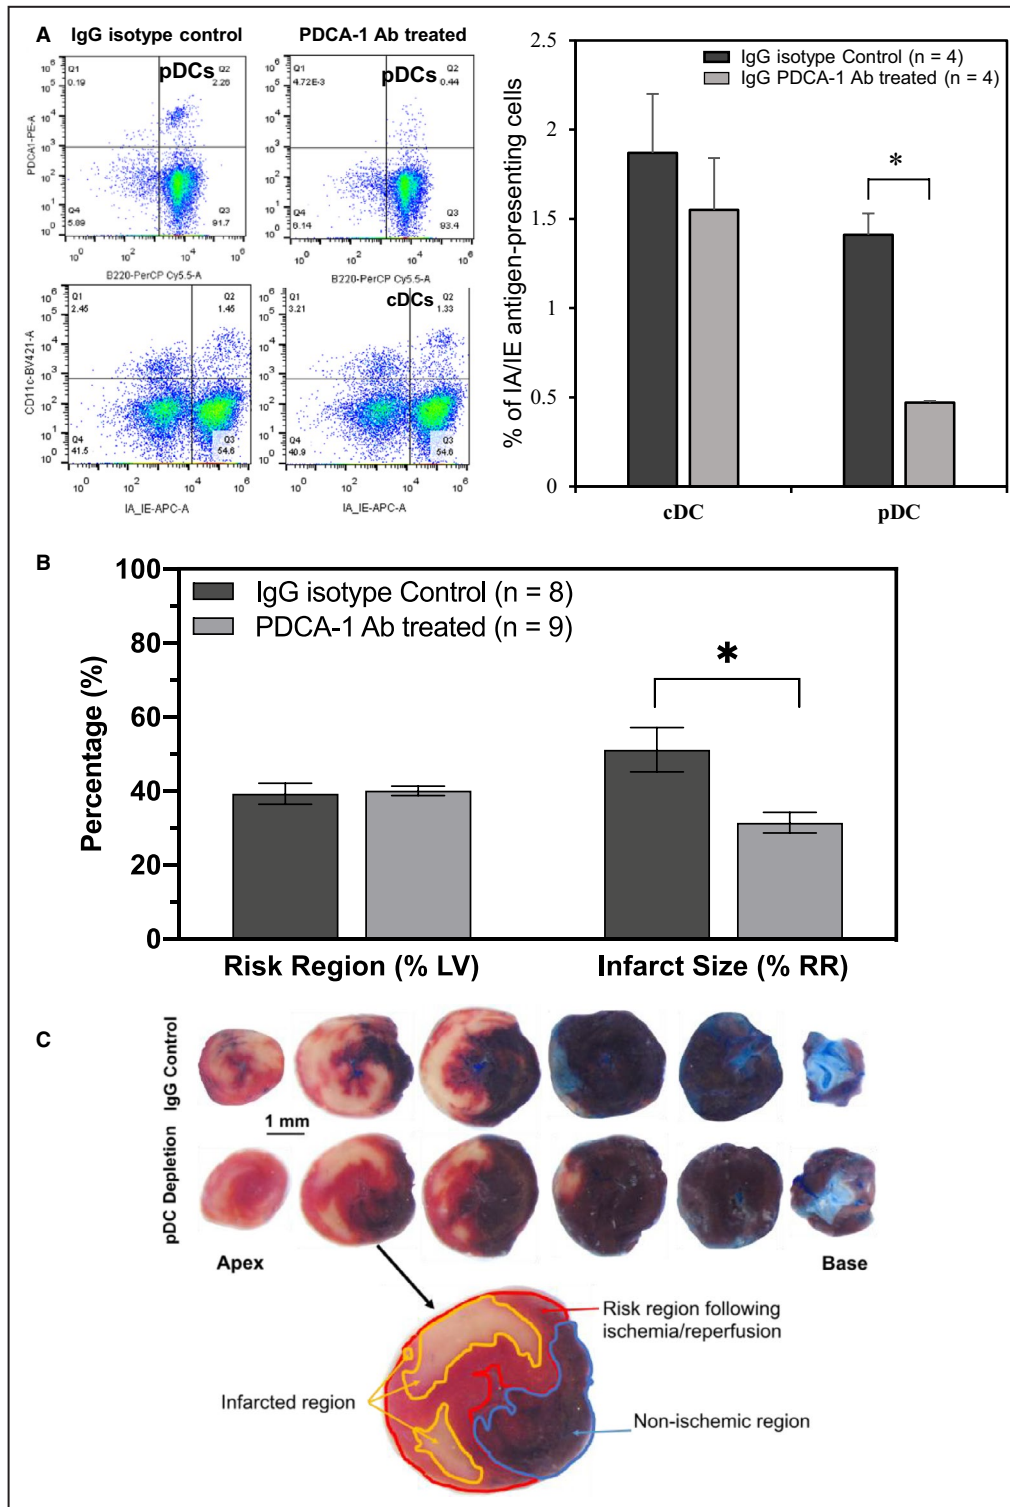 A
IgG isotype control
PDCA-1 Ab treated
Q1
0.19
pDCs
Q2
2.26
Q4
5.89
Q3
91.7
PDCA1-PE-A
B220-PerCP Cy5.5-A
Q1
4.72E-3
pDCs
Q2
0.44
Q4
6.14
Q3
93.4
B220-PerCP Cy5.5-A
Q1
2.45
Q2
1.45
Q4
41.5
Q3
54.6
CD11c-BV421-A
IA_IE-APC-A
Q1
3.21
cDCs
Q2
1.33
Q4
40.9
Q3
54.6
IA_IE-APC-A
% of IA/IE antigen-presenting cells
2.5
2
1.5
1
0.5
0
IgG isotype Control (n = 4)
IgG PDCA-1 Ab treated (n = 4)
*
cDC
pDC
B
Percentage (%)
100
80
60
40
20
0
IgG isotype Control (n = 8)
PDCA-1 Ab treated (n = 9)
*
Risk Region (% LV)
Infarct Size (% RR)
C
IgG Control
1 mm
pDC Depletion
Apex
Base
Risk region following
ischemia/reperfusion
Infarcted region
Non-ischemic region